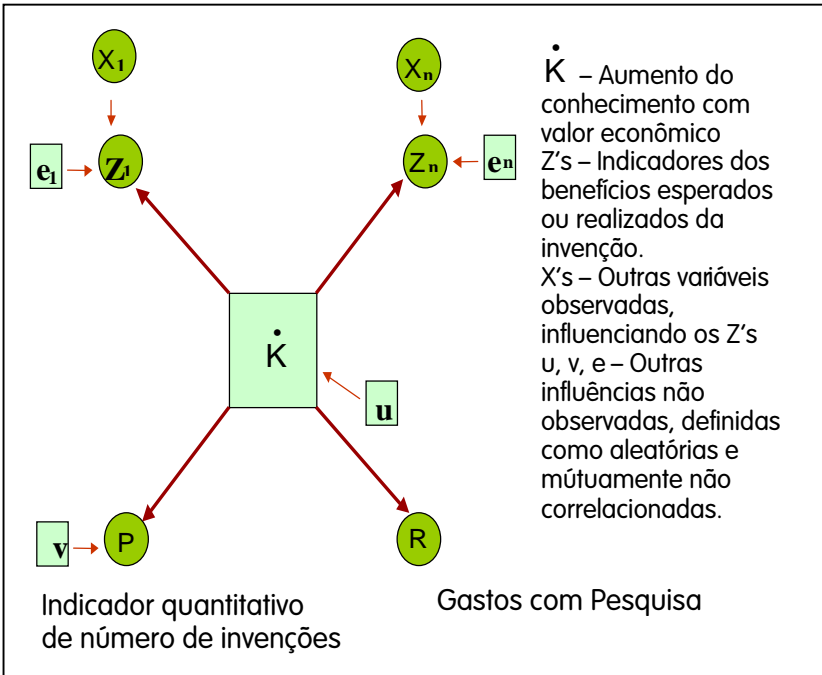 X1
Xn
e1
Z1
Zn
en
K̇
u
v
P
R
Indicador quantitativo
de número de invenções
Gastos com Pesquisa
K̇ – Aumento do
conhecimento com
valor econômico
Z's – Indicadores dos
benefícios esperados
ou realizados da
invenção.
X's – Outras variáveis
observadas,
influenciando os Z's
u, v, e – Outras
influências não
observadas, definidas
como aleatórias e
mútuamente não
correlacionadas.